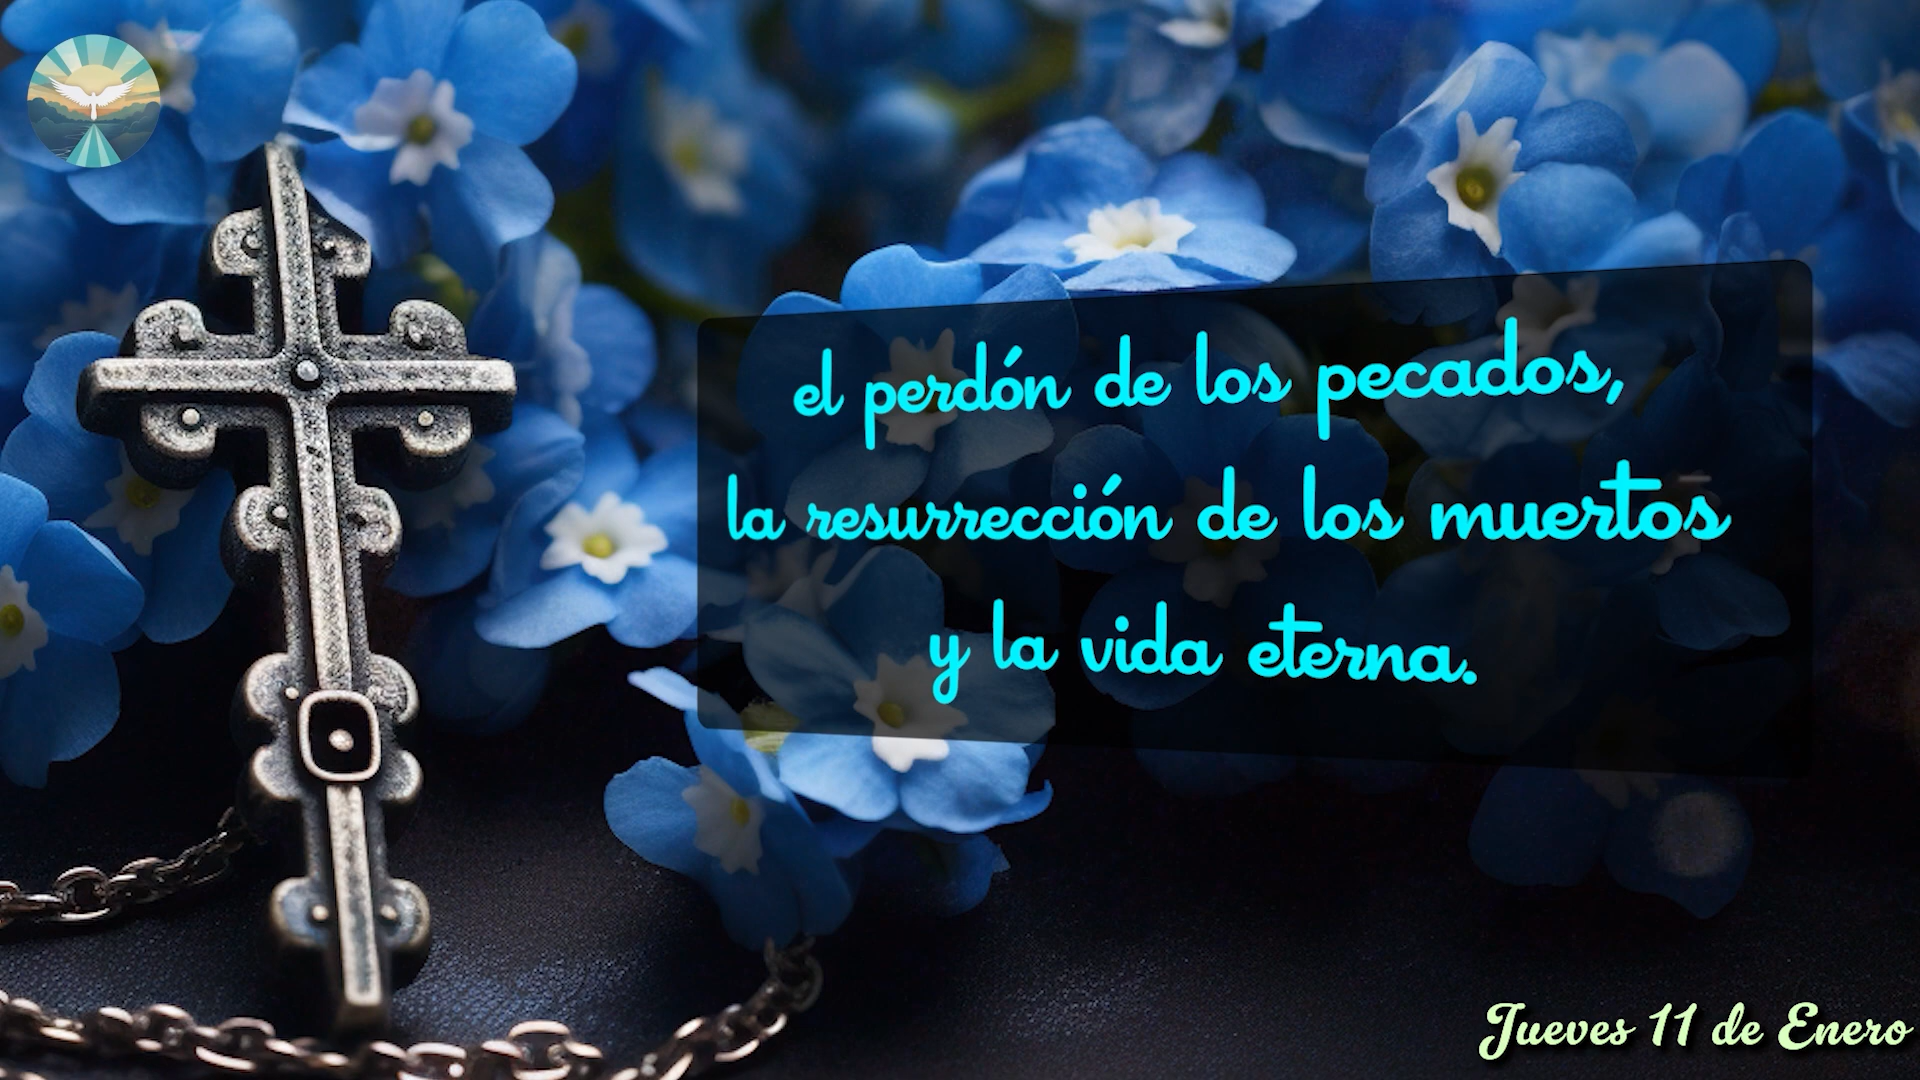 el perdón de los pecados,
la resurrección de los muertos
y la vida eterna.
Jueves 11 de Enero